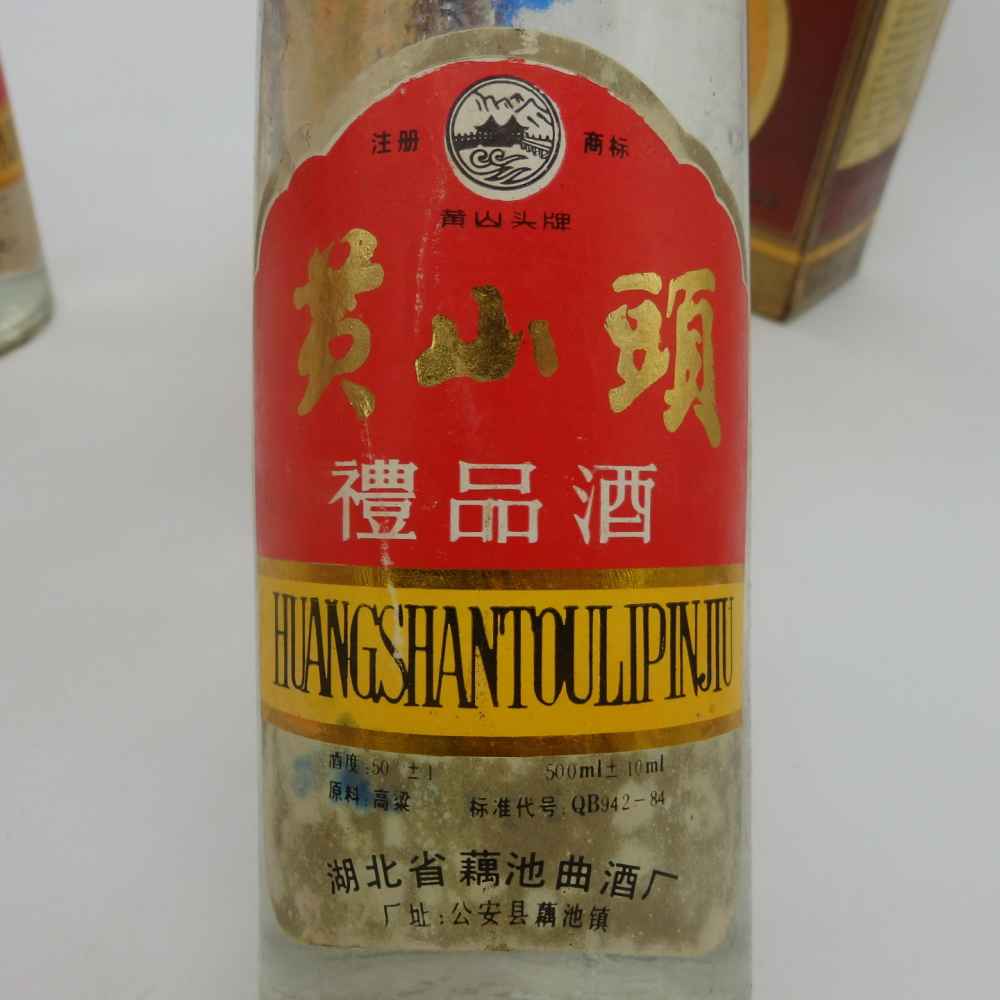 注册 商标
黄山头牌
黄山頭
禮品酒
HUANGSHANTOULIPINJIU
酒度:50°±1 500ml±10ml
原料:高粱 标准代号:QB942-84
湖北省藕池曲酒厂
厂址:公安县藕池镇